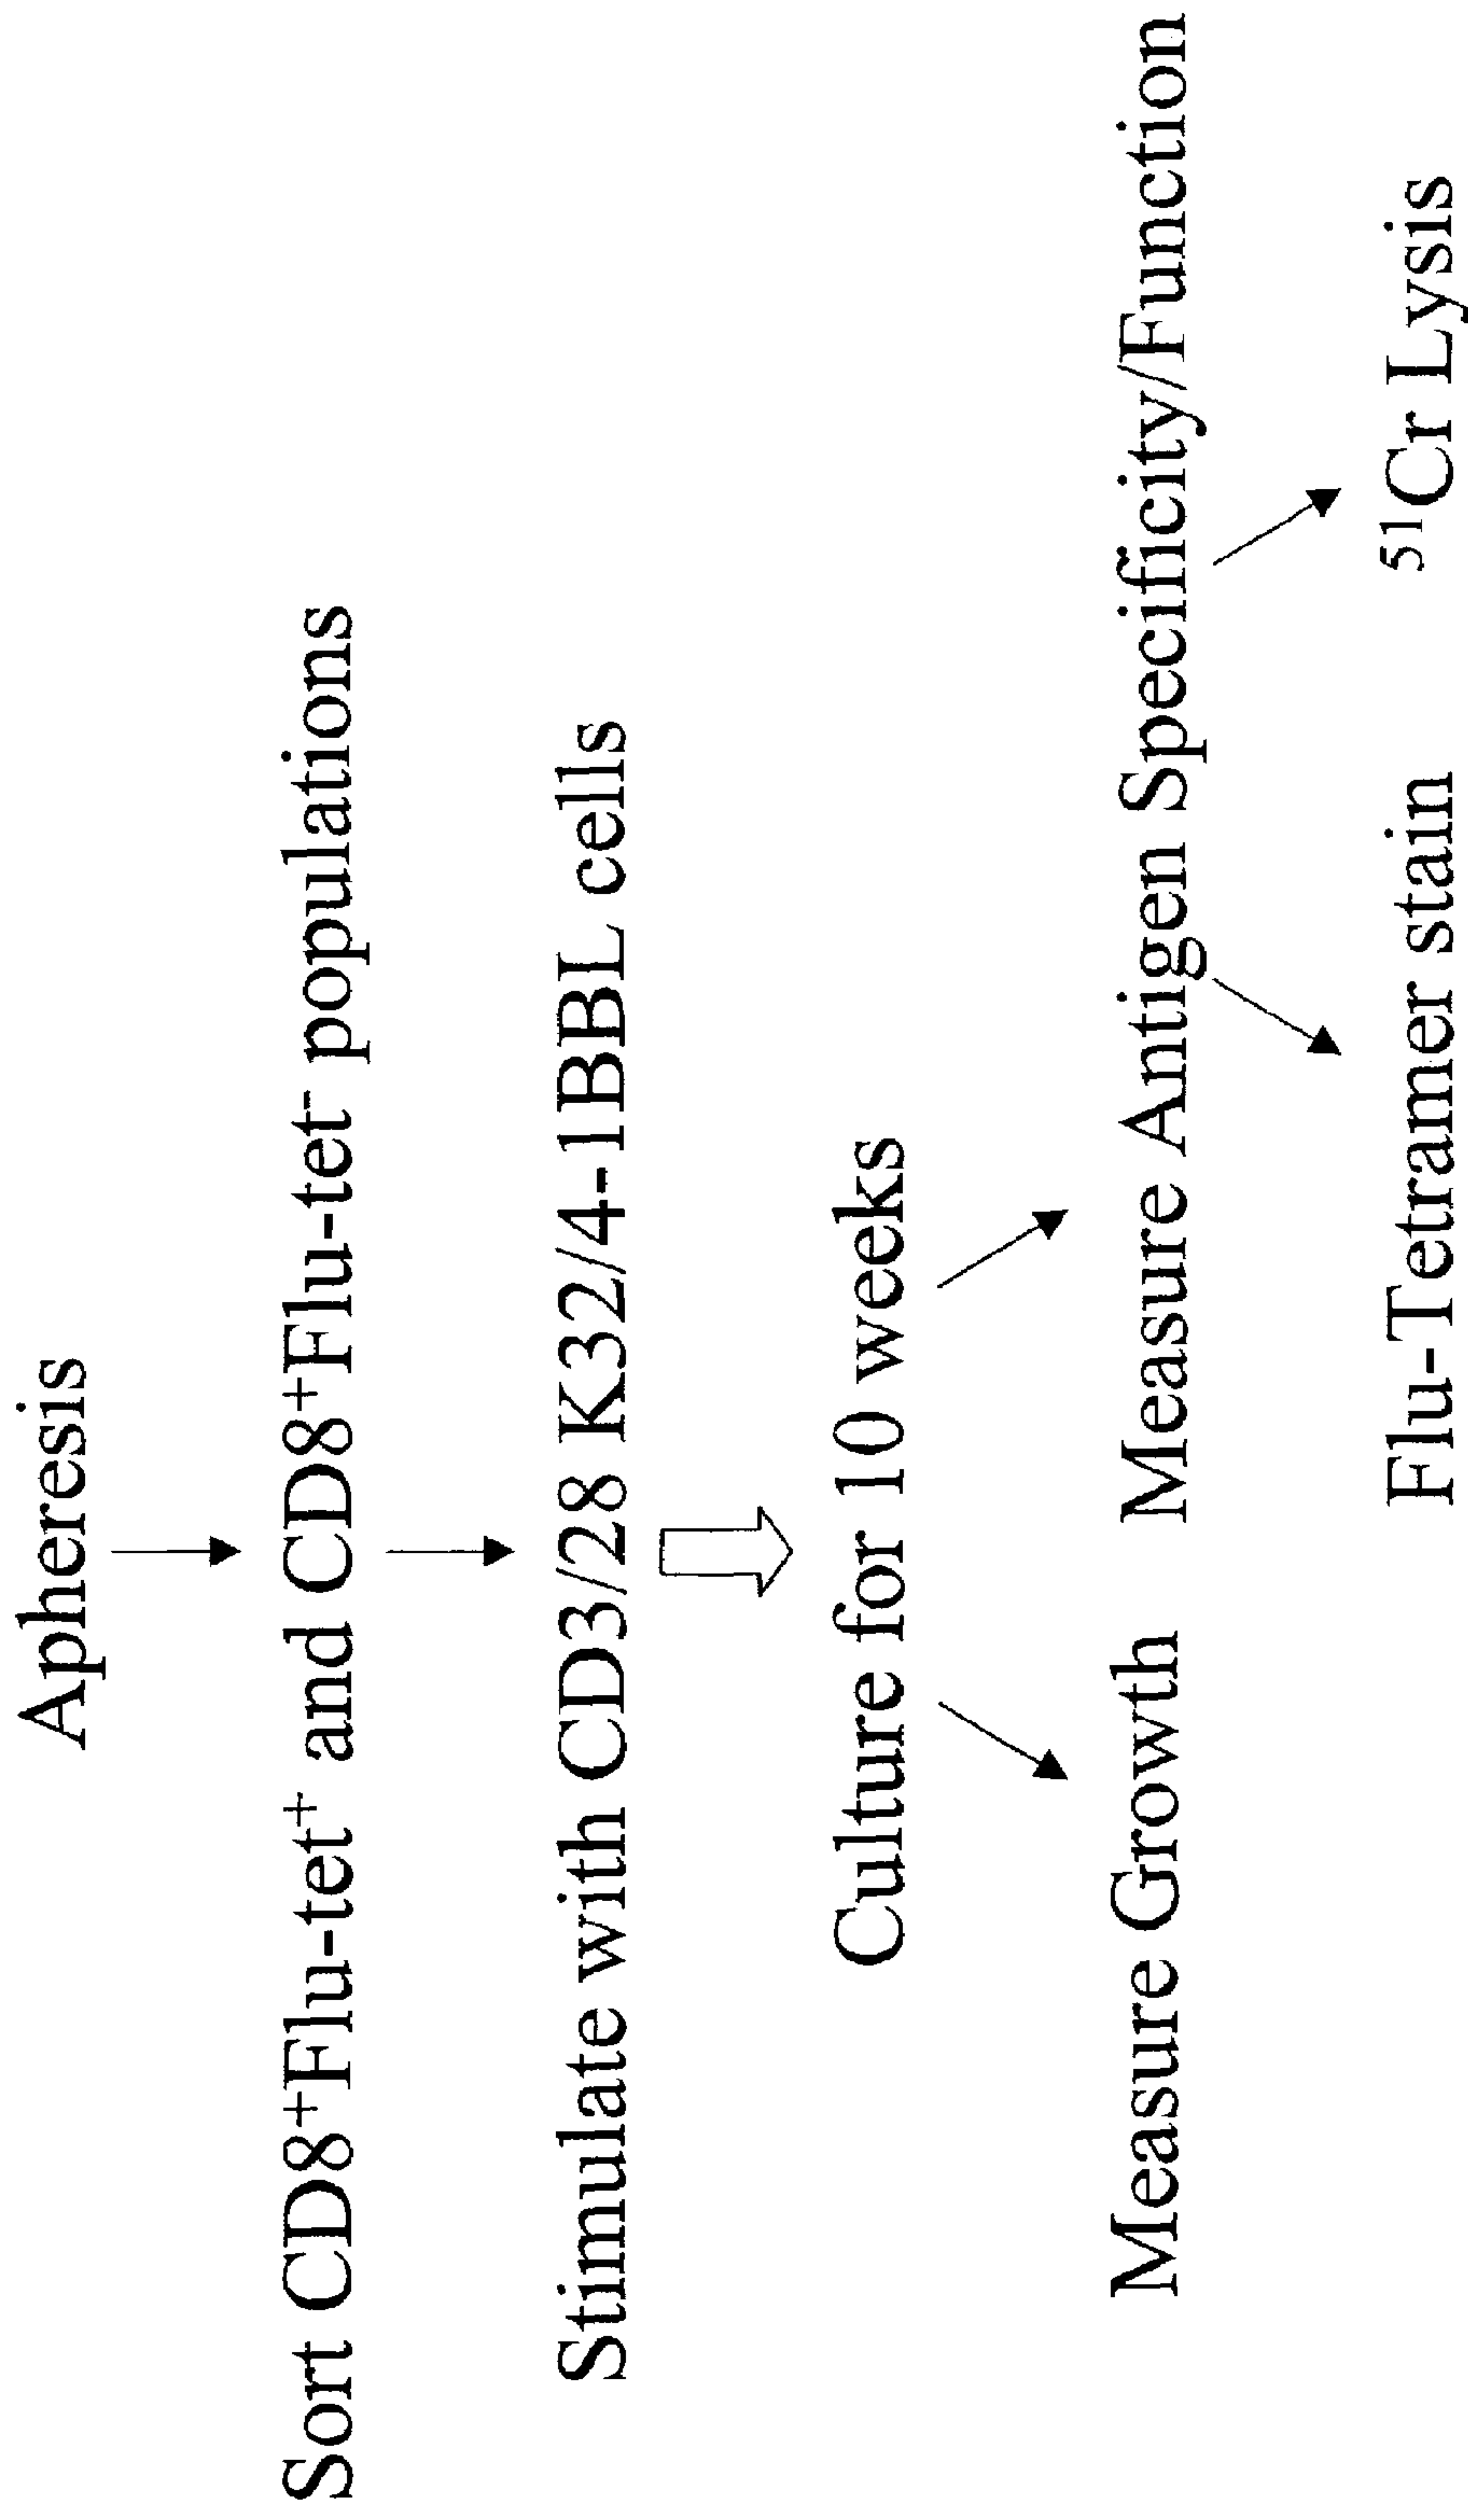 Apheresis
Sort CD8⁺Flu-tet⁺ and CD8⁺Flu-tet⁻ populations
Stimulate with CD3/28 K32/4-1BBL cells
Culture for 10 weeks
Measure Growth Measure Antigen Specificity/Function
Flu-Tetramer stain ⁵¹Cr Lysis